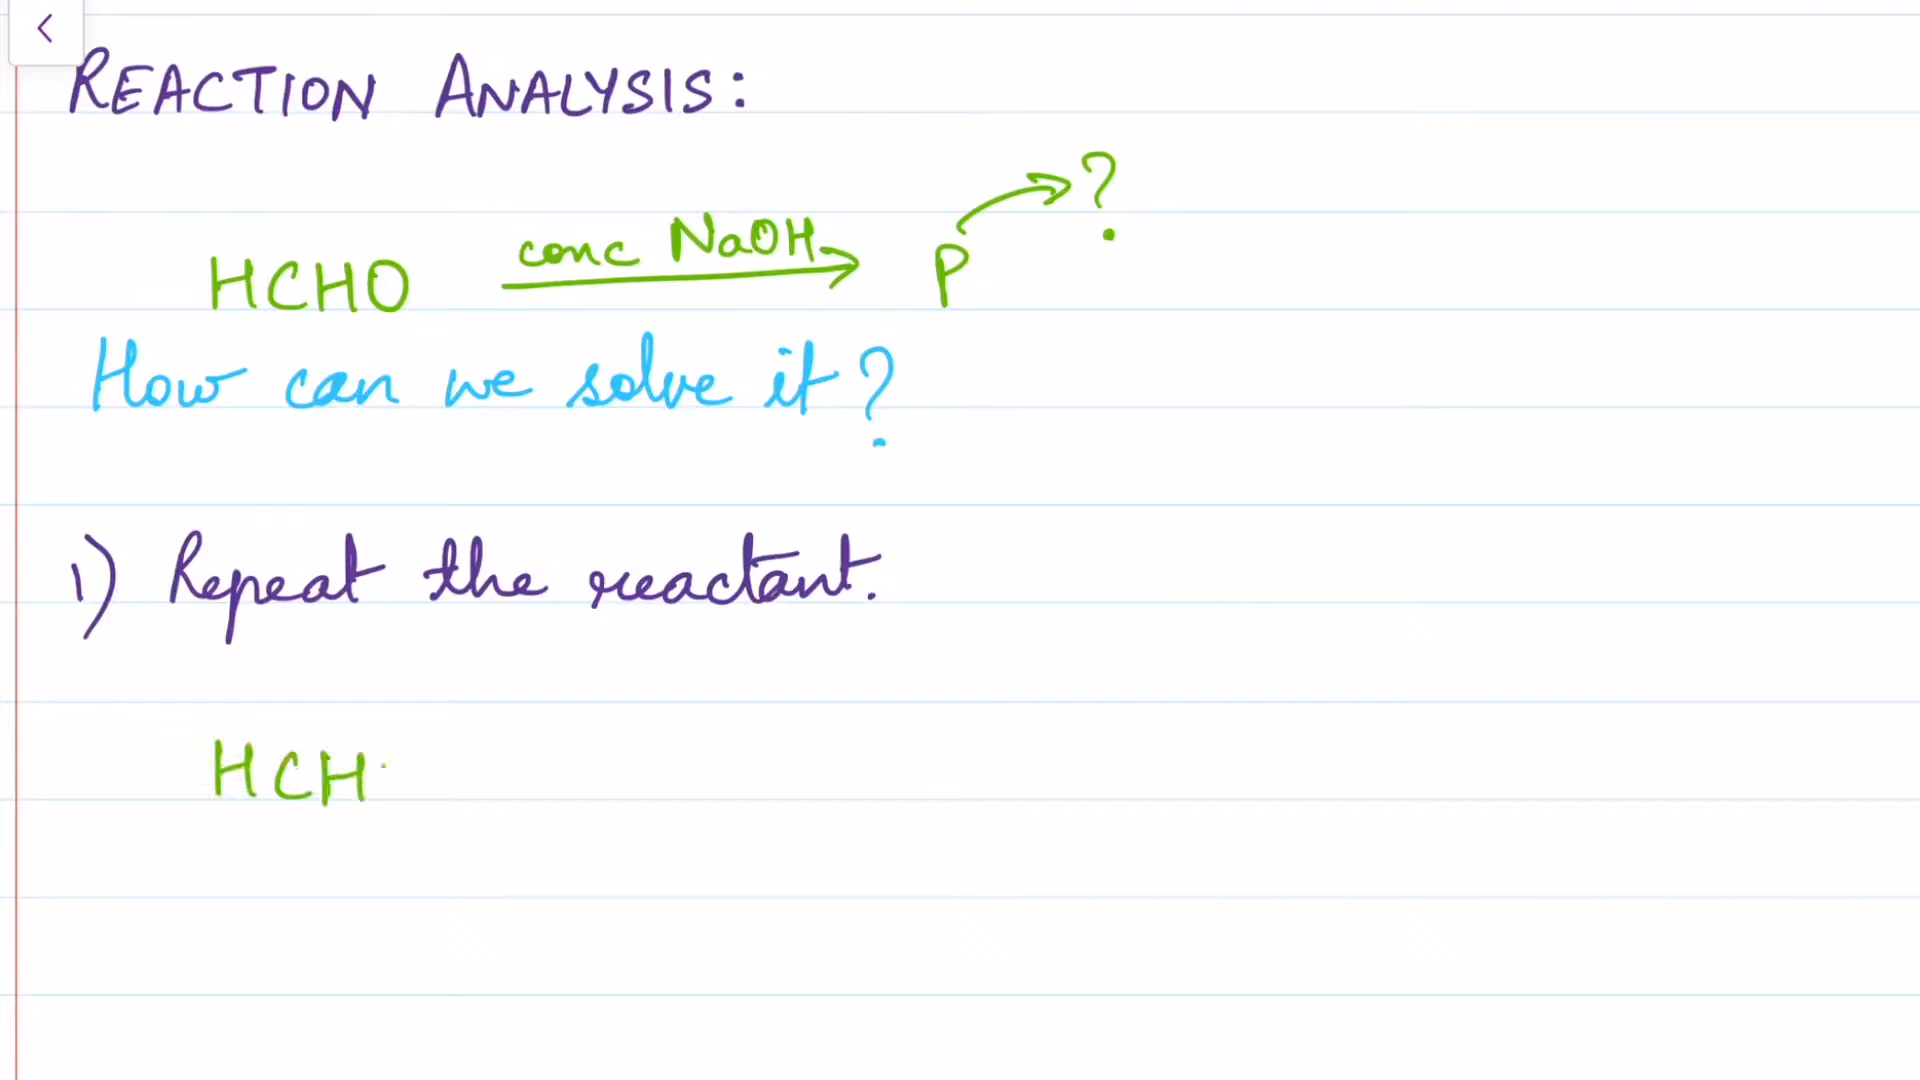 REACTION ANALYSIS:
HCHO conc NaOH P ?
How can we solve it?
1) Repeat the reactant.
HCH